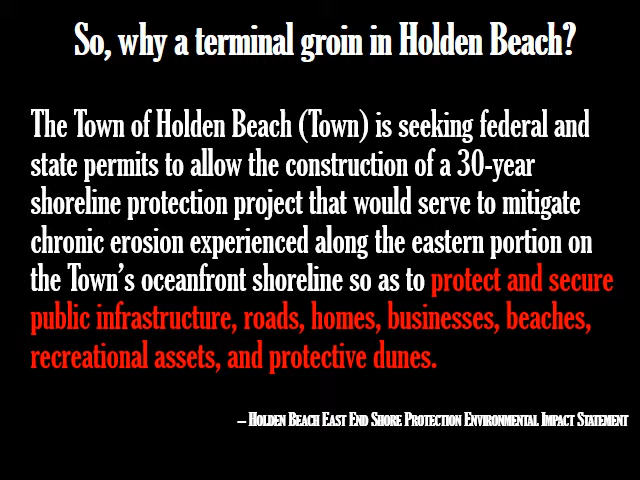 So, why a terminal groin in Holden Beach?
The Town of Holden Beach (Town) is seeking federal and
state permits to allow the construction of a 30-year
shoreline protection project that would serve to mitigate
chronic erosion experienced along the eastern portion on
the Town’s oceanfront shoreline so as to protect and secure
public infrastructure, roads, homes, businesses, beaches,
recreational assets, and protective dunes.
– Holden Beach East End Shore Protection Environmental Impact Statement